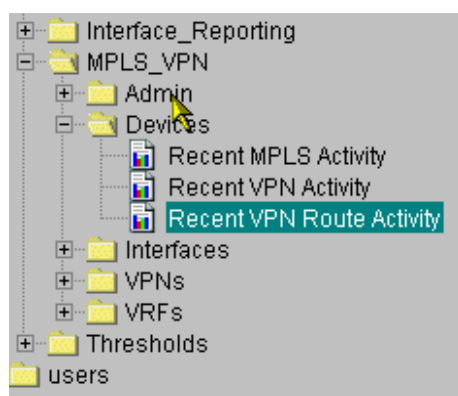 Interface_Reporting
MPLS_VPN
Admin
Devices
Recent MPLS Activity
Recent VPN Activity
Recent VPN Route Activity
Interfaces
VPNs
VRFs
Thresholds
users